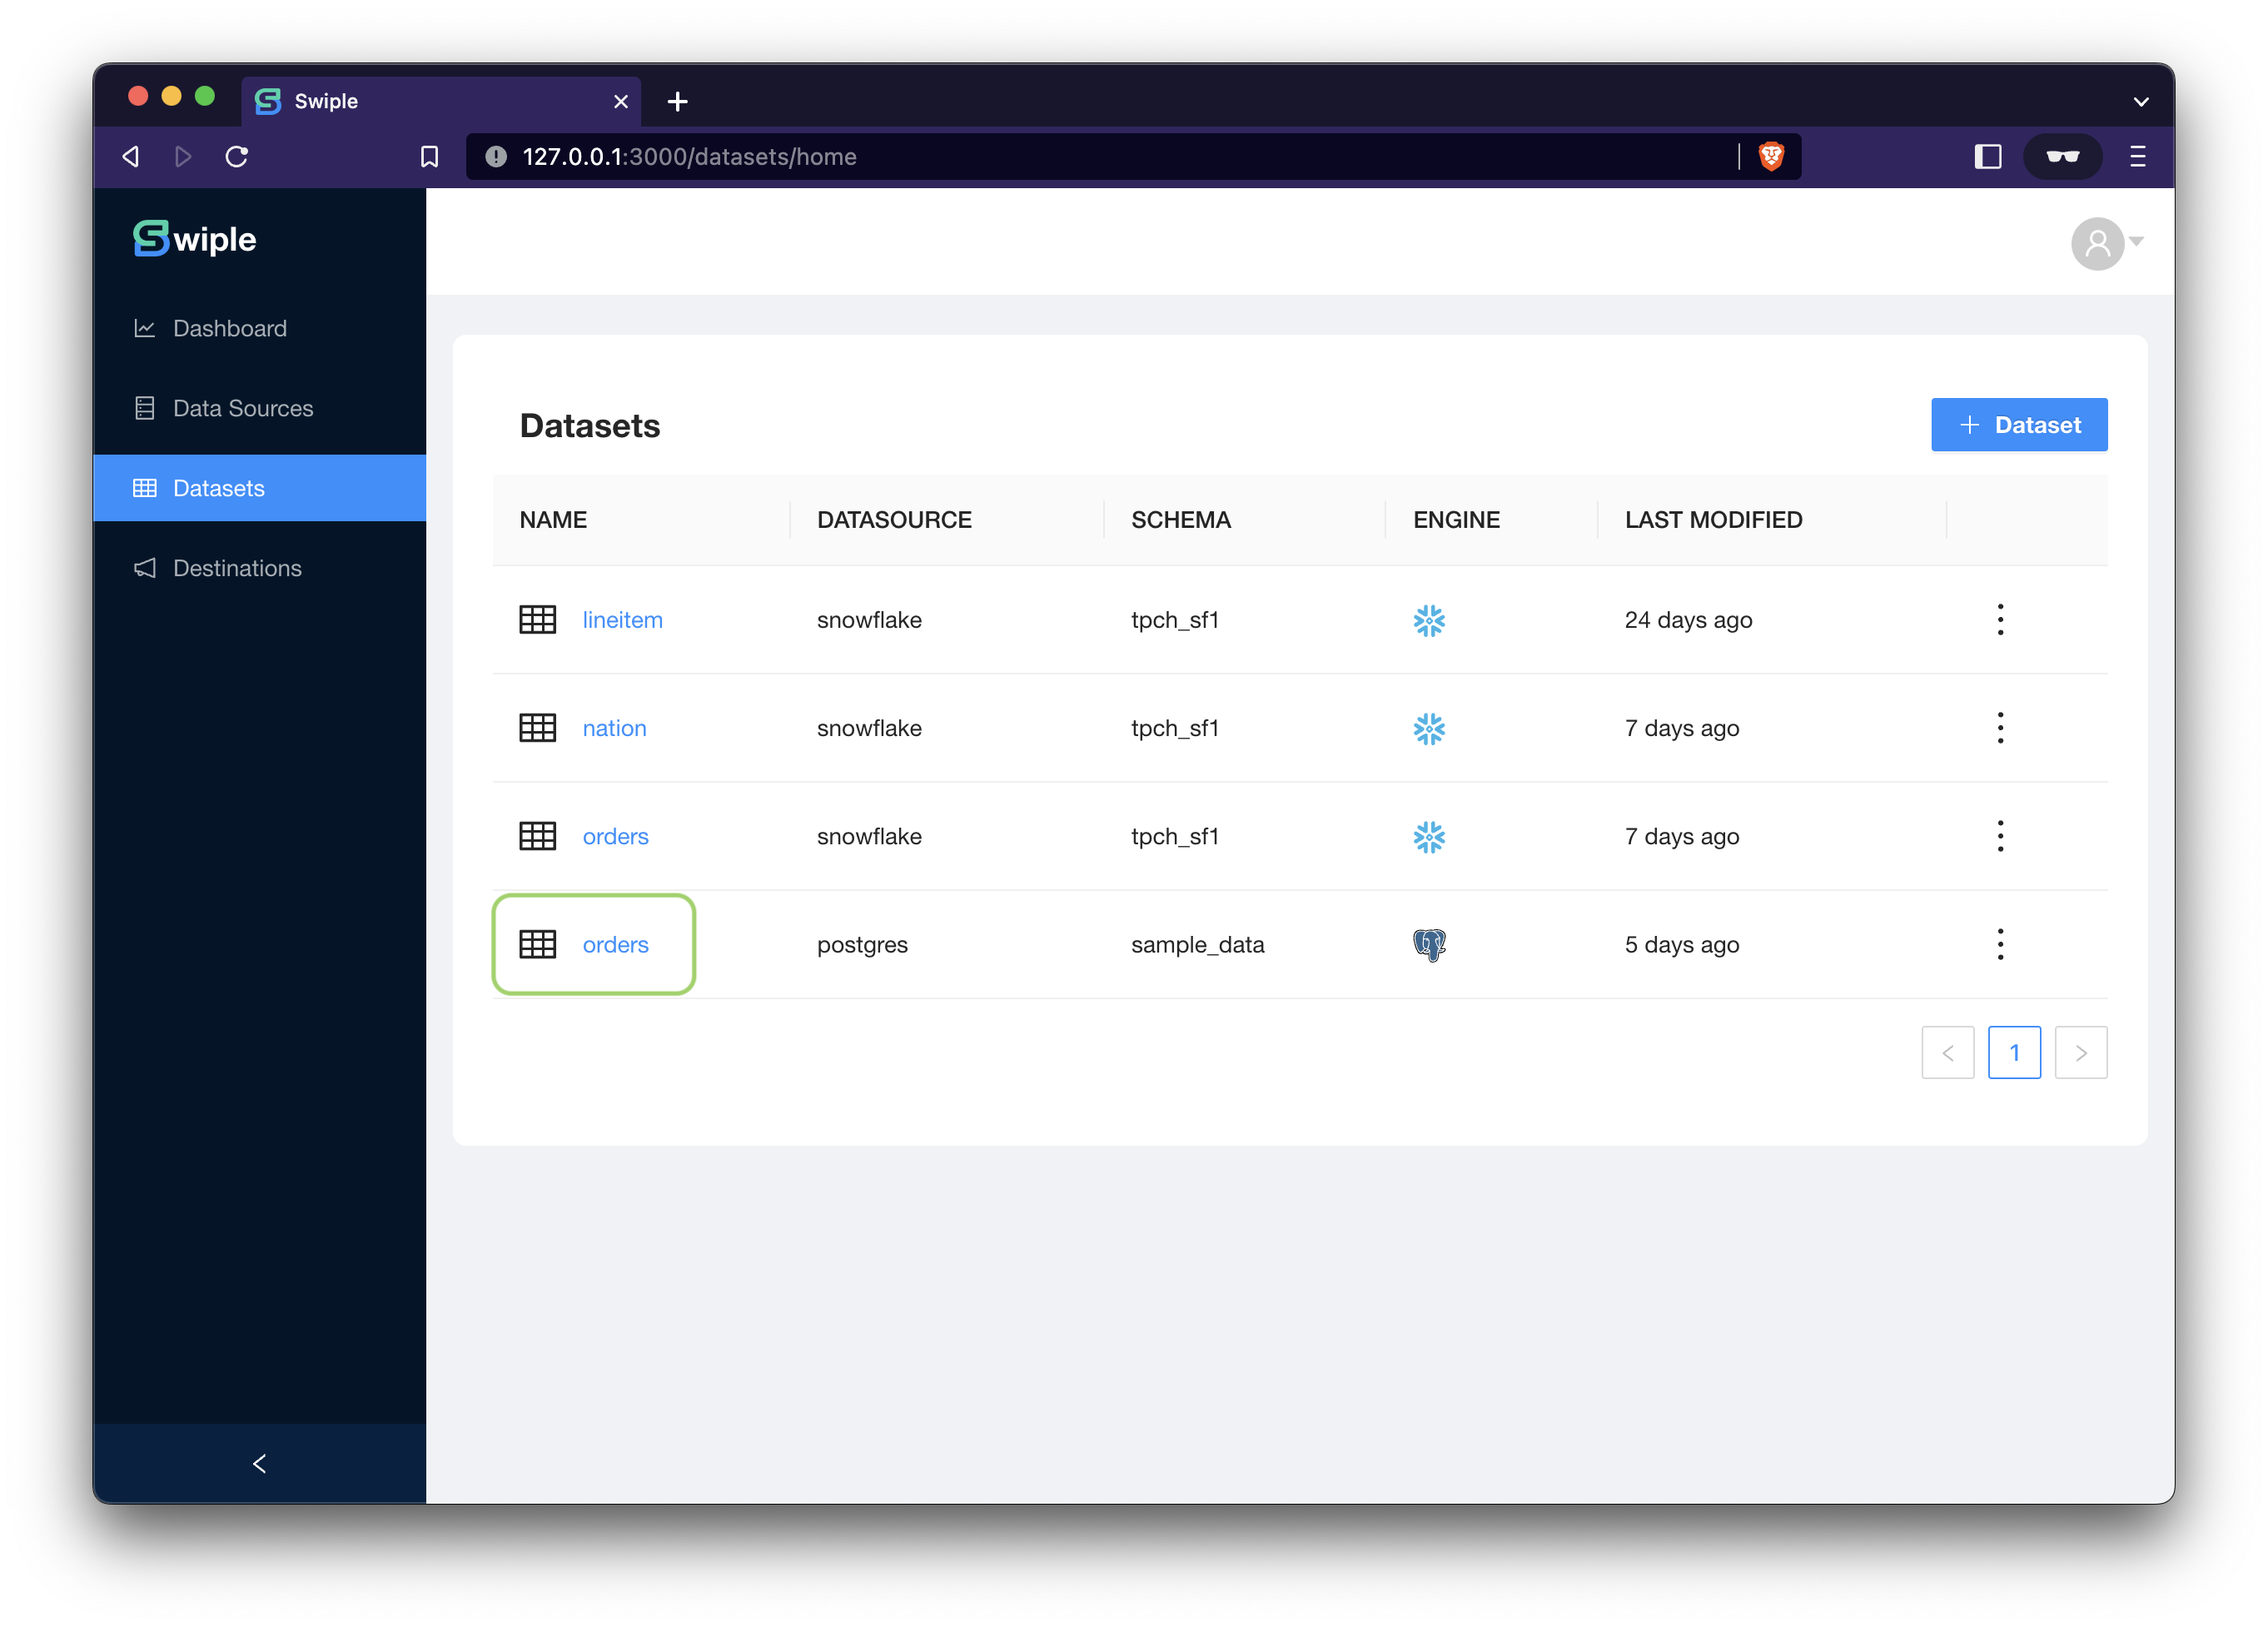 Swiple
127.0.0.1:3000/datasets/home
Swiple
Dashboard
Data Sources
Datasets
Destinations
Datasets
+ Dataset
NAME DATASOURCE SCHEMA ENGINE LAST MODIFIED
lineitem snowflake tpch_sf1 24 days ago
nation snowflake tpch_sf1 7 days ago
orders snowflake tpch_sf1 7 days ago
orders postgres sample_data 5 days ago
< 1 >